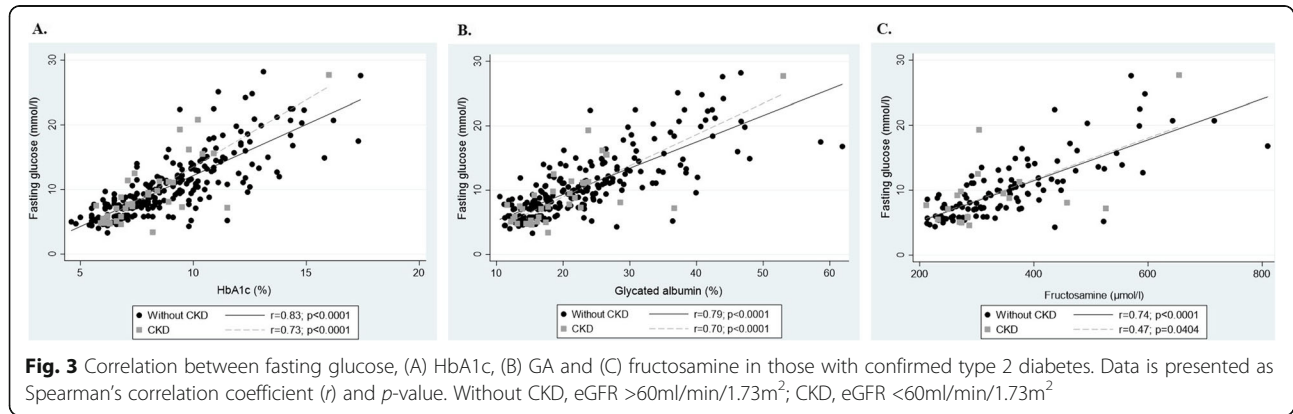 A.
B.
C.
Fasting glucose (mmol/l)
30
20
10
0
5
10
15
20
HbA1c (%)
Without CKD r=0.83; p<0.0001
CKD r=0.73; p<0.0001
Fasting glucose (mmol/l)
30
20
10
0
10
20
30
40
50
60
Glycated albumin (%)
Without CKD r=0.79; p<0.0001
CKD r=0.70; p<0.0001
Fasting glucose (mmol/l)
30
20
10
0
200
400
600
800
Fructosamine (µmol/l)
Without CKD r=0.74; p<0.0001
CKD r=0.47; p=0.0404
Fig. 3 Correlation between fasting glucose, (A) HbA1c, (B) GA and (C) fructosamine in those with confirmed type 2 diabetes. Data is presented as
Spearman's correlation coefficient (r) and p-value. Without CKD, eGFR >60ml/min/1.73m²; CKD, eGFR <60ml/min/1.73m²